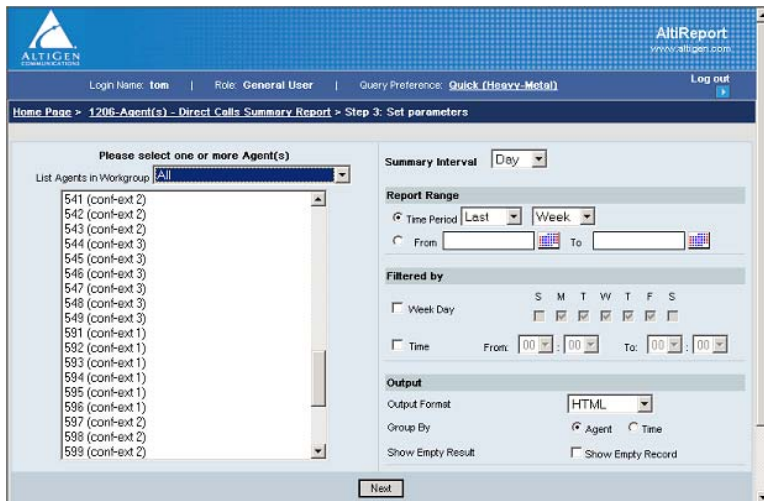 AltiReport
www.altigen.com
ALTIGEN
COMMUNICATIONS
Login Name: tom | Role: General User | Query Preference: Quick (Heavy-Metal)
Log out
Home Page > 1206-Agent(s) - Direct Calls Summary Report > Step 3: Set parameters
Please select one or more Agent(s)
List Agents in Workgroup All
541 (conf-ext 2)
542 (conf-ext 2)
543 (conf-ext 2)
544 (conf-ext 3)
545 (conf-ext 3)
546 (conf-ext 3)
547 (conf-ext 3)
548 (conf-ext 3)
549 (conf-ext 3)
591 (conf-ext 1)
592 (conf-ext 1)
593 (conf-ext 1)
594 (conf-ext 1)
595 (conf-ext 1)
596 (conf-ext 1)
597 (conf-ext 2)
598 (conf-ext 2)
599 (conf-ext 2)
Summary Interval Day
Report Range
Time Period Last Week
From To
Filtered by
S M T W T F S
Week Day
Time From: 00 : 00 To: 00 : 00
Output
Output Format HTML
Group By Agent Time
Show Empty Result Show Empty Record
Next